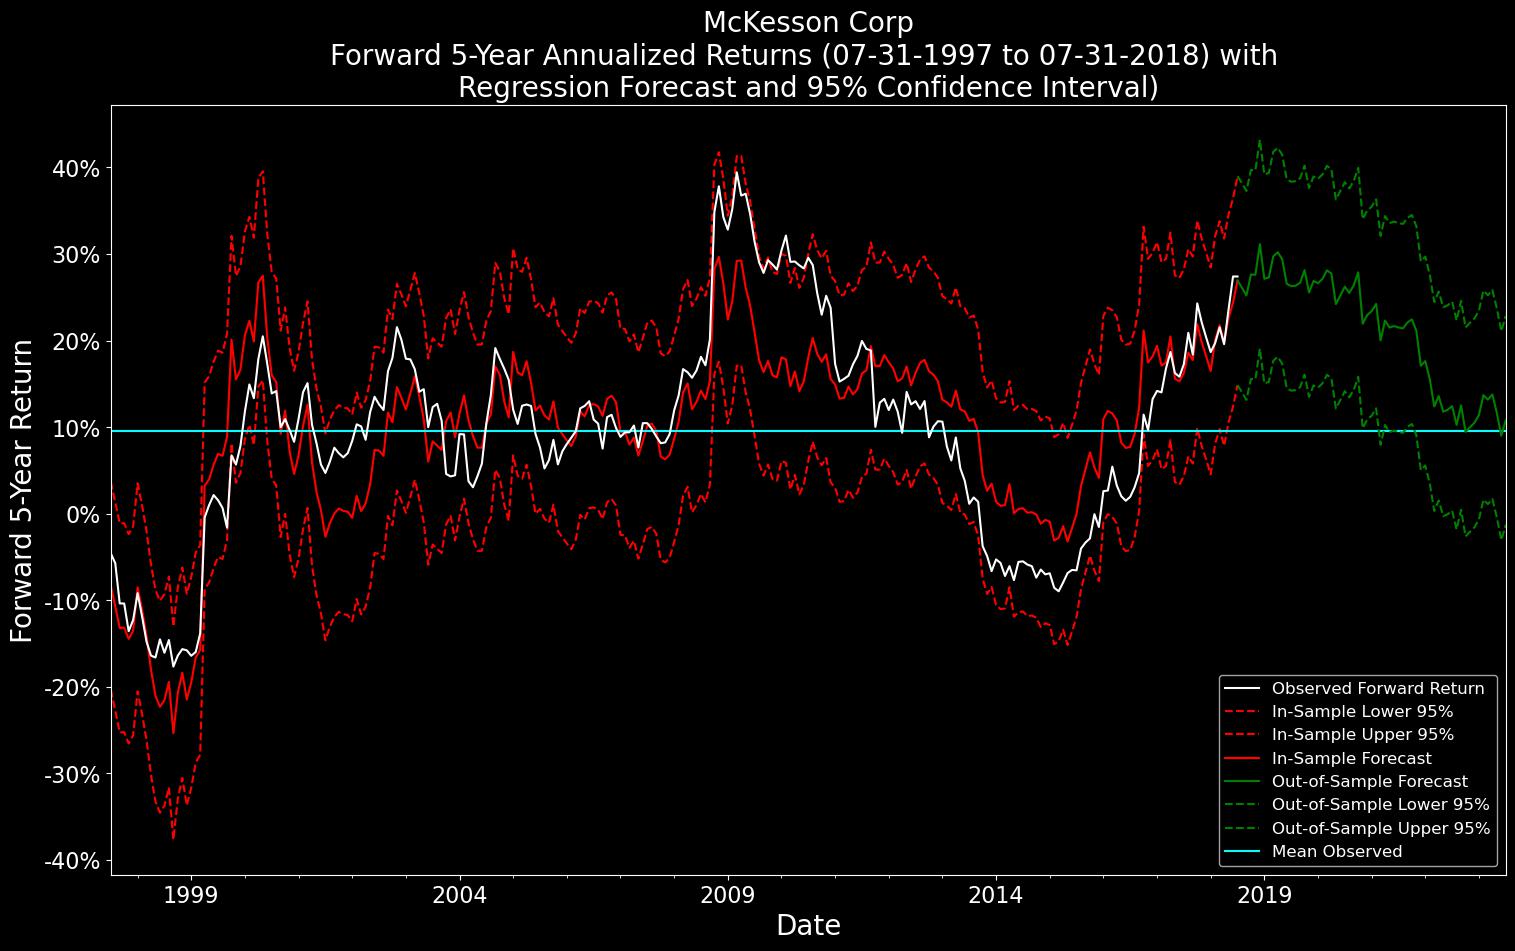 McKesson Corp
Forward 5-Year Annualized Returns (07-31-1997 to 07-31-2018) with
Regression Forecast and 95% Confidence Interval)
Forward 5-Year Return
40%
30%
20%
10%
0%
-10%
-20%
-30%
-40%
1999
2004
2009
2014
2019
Date
Observed Forward Return
In-Sample Lower 95%
In-Sample Upper 95%
In-Sample Forecast
Out-of-Sample Forecast
Out-of-Sample Lower 95%
Out-of-Sample Upper 95%
Mean Observed